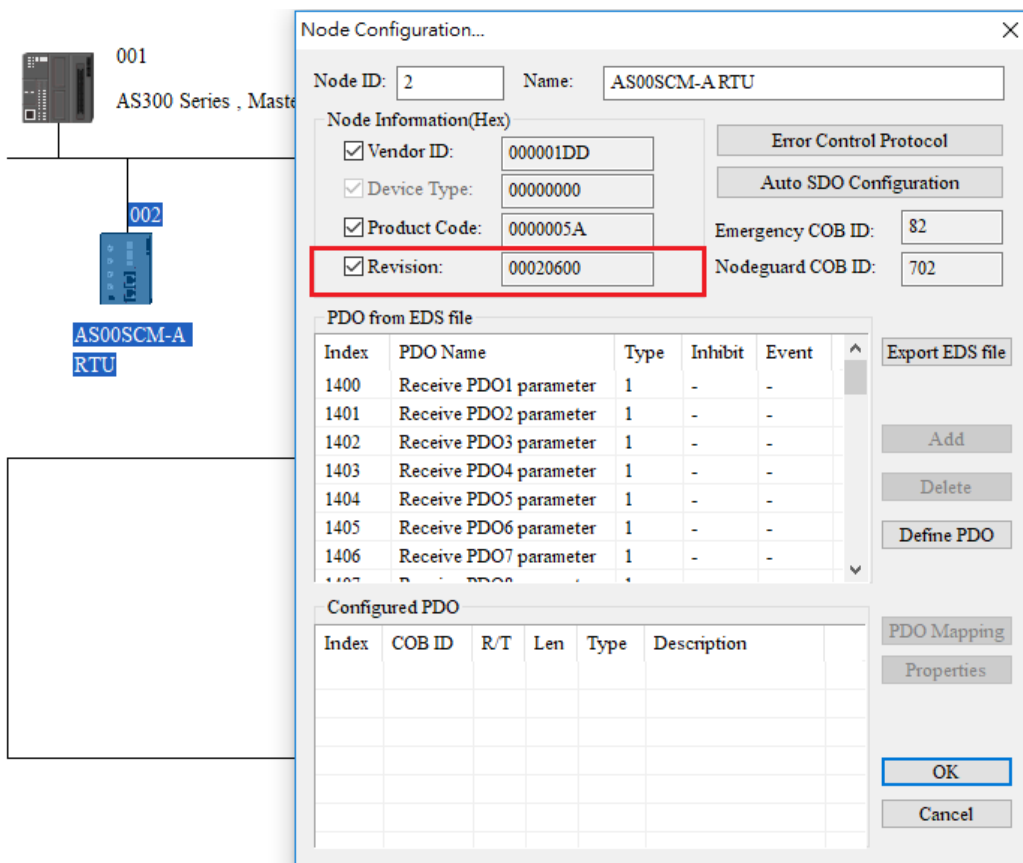 001
AS300 Series , Maste
002
AS00SCM-A
RTU
Node Configuration...
Node ID: 2 Name: AS00SCM-A RTU
Node Information(Hex)
Vendor ID: 000001DD
Device Type: 00000000
Product Code: 0000005A
Revision: 00020600
Error Control Protocol
Auto SDO Configuration
Emergency COB ID: 82
Nodeguard COB ID: 702
PDO from EDS file
Index PDO Name Type Inhibit Event
1400 Receive PDO1 parameter 1 - -
1401 Receive PDO2 parameter 1 - -
1402 Receive PDO3 parameter 1 - -
1403 Receive PDO4 parameter 1 - -
1404 Receive PDO5 parameter 1 - -
1405 Receive PDO6 parameter 1 - -
1406 Receive PDO7 parameter 1 - -
Export EDS file
Add
Delete
Define PDO
Configured PDO
Index COB ID R/T Len Type Description
PDO Mapping
Properties
OK
Cancel